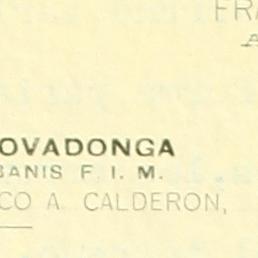 FRA
A
OVADONGA
BANIS F. I. M.
CO A. CALDERON,